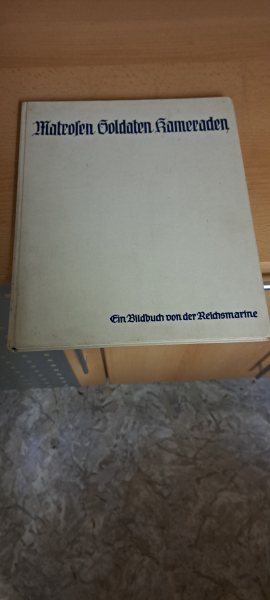 Matrosen Soldaten Kameraden
Ein Bildbuch von der Reichsmarine